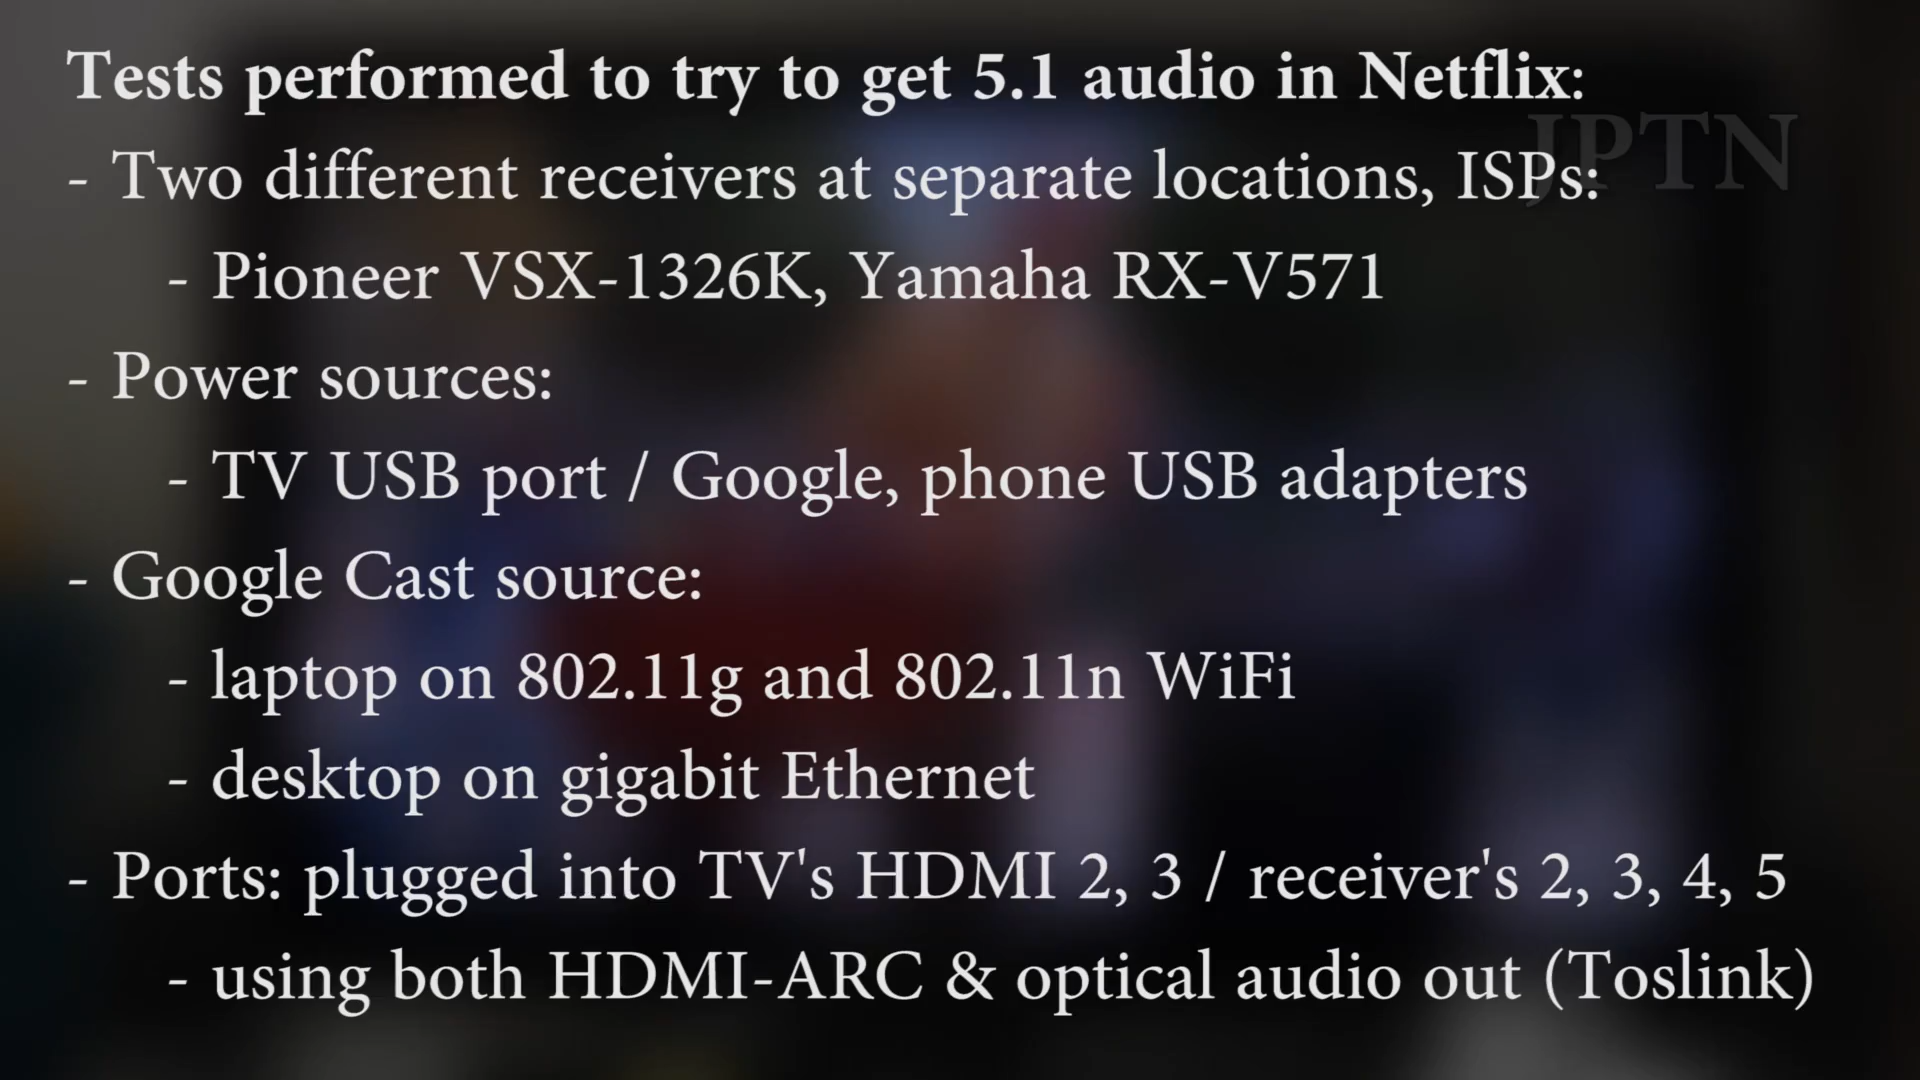 Tests performed to try to get 5.1 audio in Netflix:
JPTN
- Two different receivers at separate locations, ISPs:
- Pioneer VSX-1326K, Yamaha RX-V571
- Power sources:
- TV USB port / Google, phone USB adapters
- Google Cast source:
- laptop on 802.11g and 802.11n WiFi
- desktop on gigabit Ethernet
- Ports: plugged into TV's HDMI 2, 3 / receiver's 2, 3, 4, 5
- using both HDMI-ARC & optical audio out (Toslink)